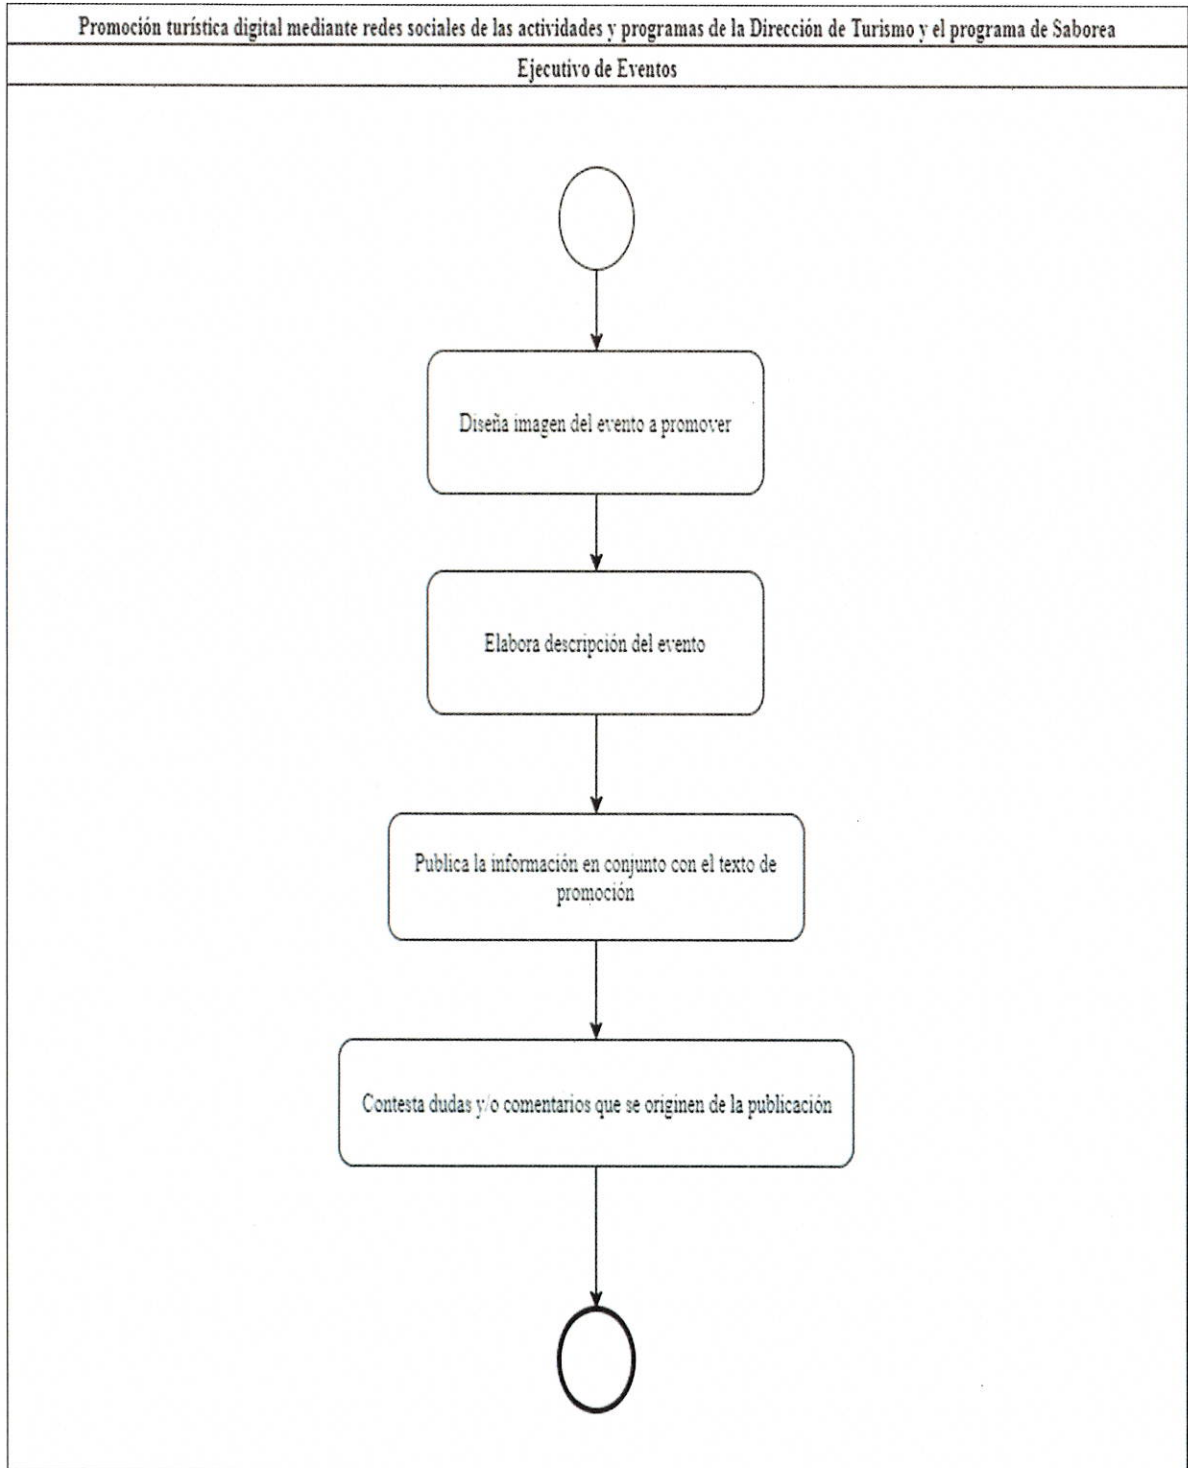 Promoción turística digital mediante redes sociales de las actividades y programas de la Dirección de Turismo y el programa de Saborea
Ejecutivo de Eventos
Diseña imagen del evento a promover
Elabora descripción del evento
Publica la información en conjunto con el texto de
promoción
Contesta dudas y/o comentarios que se originen de la publicación